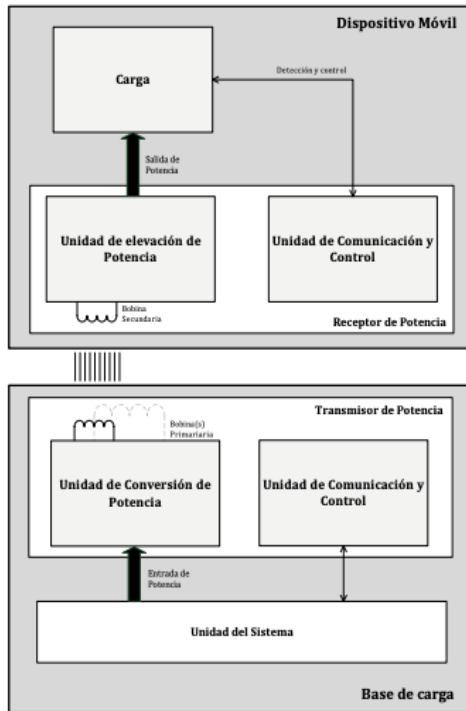 Dispositivo Móvil
Carga
Detección y control
Salida de
Potencia
Unidad de elevación de
Potencia
Unidad de Comunicación y
Control
Bobina
Secundaria
Receptor de Potencia
Transmisor de Potencia
Bobina(s)
Primariaria
Unidad de Conversión de
Potencia
Unidad de Comunicación y
Control
Entrada de
Potencia
Unidad del Sistema
Base de carga